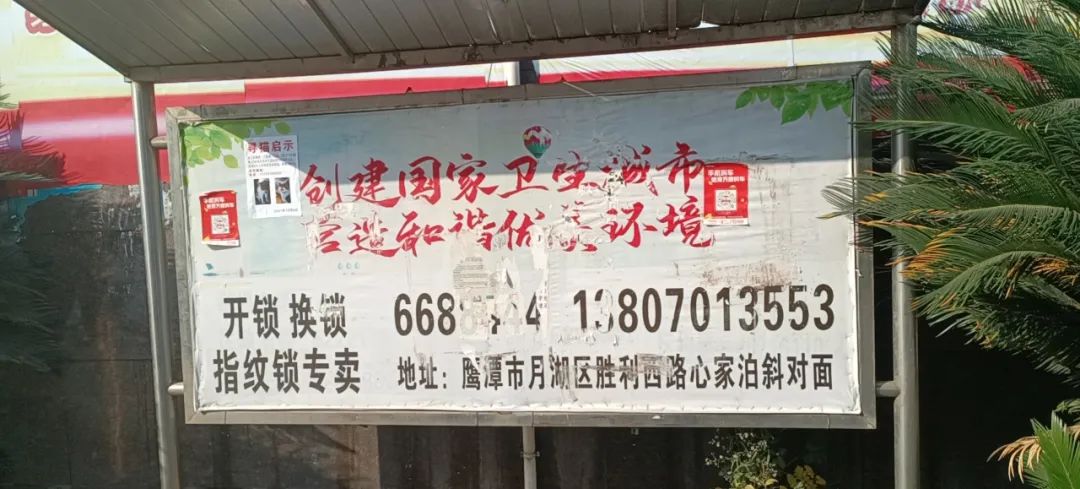 寻猫启示
创建国家卫生城市
营造和谐优美环境
开锁 换锁 13807013553
指纹锁专卖 地址：鹰潭市月湖区胜利西路心家泊斜对面